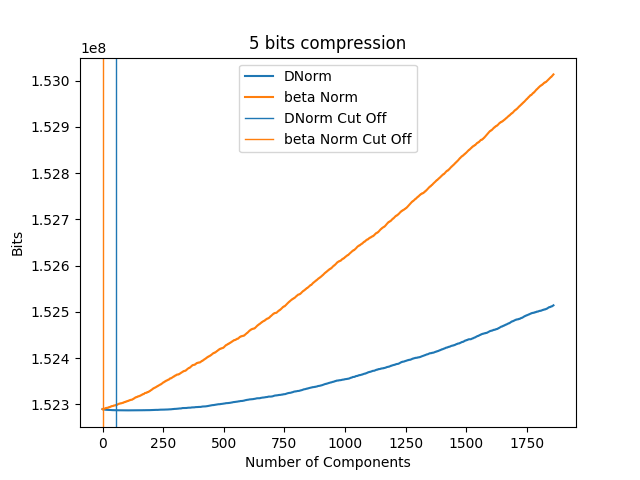 5 bits compression
1e8
DNorm
beta Norm
DNorm Cut Off
beta Norm Cut Off
1.530
1.529
1.528
1.527
1.526
1.525
1.524
1.523
Bits
0 250 500 750 1000 1250 1500 1750
Number of Components